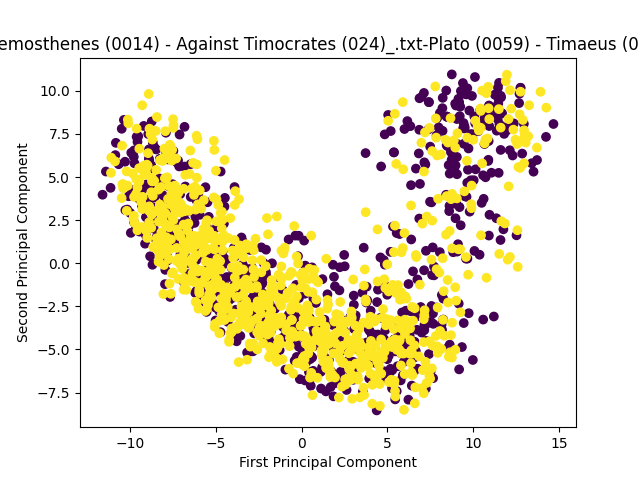 emosthenes (0014) - Against Timocrates (024)_.txt-Plato (0059) - Timaeus (0
10.0
7.5
5.0
2.5
0.0
−2.5
−5.0
−7.5
Second Principal Component
−10 −5 0 5 10 15
First Principal Component